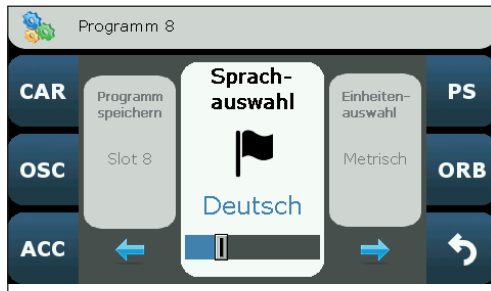 Programm 8
CAR
OSC
ACC
Programm
speichern
Slot 8
Sprach-
auswahl
Deutsch
Einheiten-
auswahl
Metrisch
PS
ORB